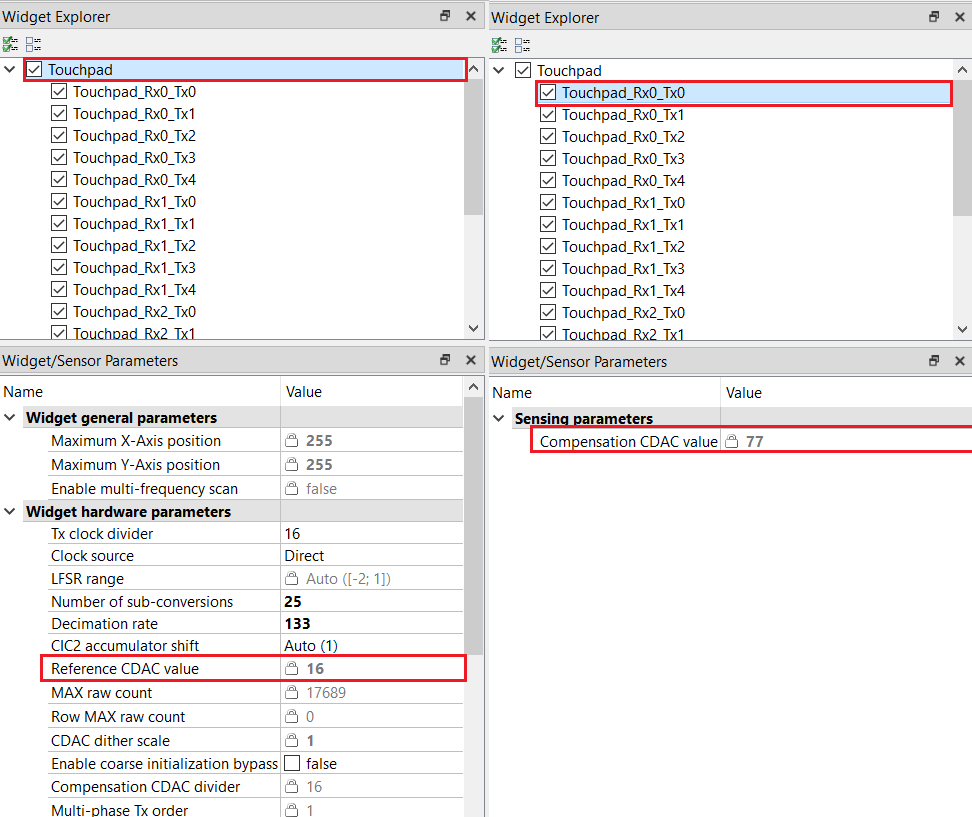 Widget Explorer
Touchpad
Touchpad_Rx0_Tx0
Touchpad_Rx0_Tx1
Touchpad_Rx0_Tx2
Touchpad_Rx0_Tx3
Touchpad_Rx0_Tx4
Touchpad_Rx1_Tx0
Touchpad_Rx1_Tx1
Touchpad_Rx1_Tx2
Touchpad_Rx1_Tx3
Touchpad_Rx1_Tx4
Touchpad_Rx2_Tx0
Touchpad_Rx2_Tx1
Widget/Sensor Parameters
Name Value
Widget general parameters
Maximum X-Axis position 255
Maximum Y-Axis position 255
Enable multi-frequency scan false
Widget hardware parameters
Tx clock divider 16
Clock source Direct
LFSR range Auto ([-2; 1])
Number of sub-conversions 25
Decimation rate 133
CIC2 accumulator shift Auto (1)
Reference CDAC value 16
MAX raw count 17689
Row MAX raw count 0
CDAC dither scale 1
Enable coarse initialization bypass false
Compensation CDAC divider 16
Multi-phase Tx order 1
Widget Explorer
Touchpad
Touchpad_Rx0_Tx0
Touchpad_Rx0_Tx1
Touchpad_Rx0_Tx2
Touchpad_Rx0_Tx3
Touchpad_Rx0_Tx4
Touchpad_Rx1_Tx0
Touchpad_Rx1_Tx1
Touchpad_Rx1_Tx2
Touchpad_Rx1_Tx3
Touchpad_Rx1_Tx4
Touchpad_Rx2_Tx0
Touchpad_Rx2_Tx1
Widget/Sensor Parameters
Name Value
Sensing parameters
Compensation CDAC value 77